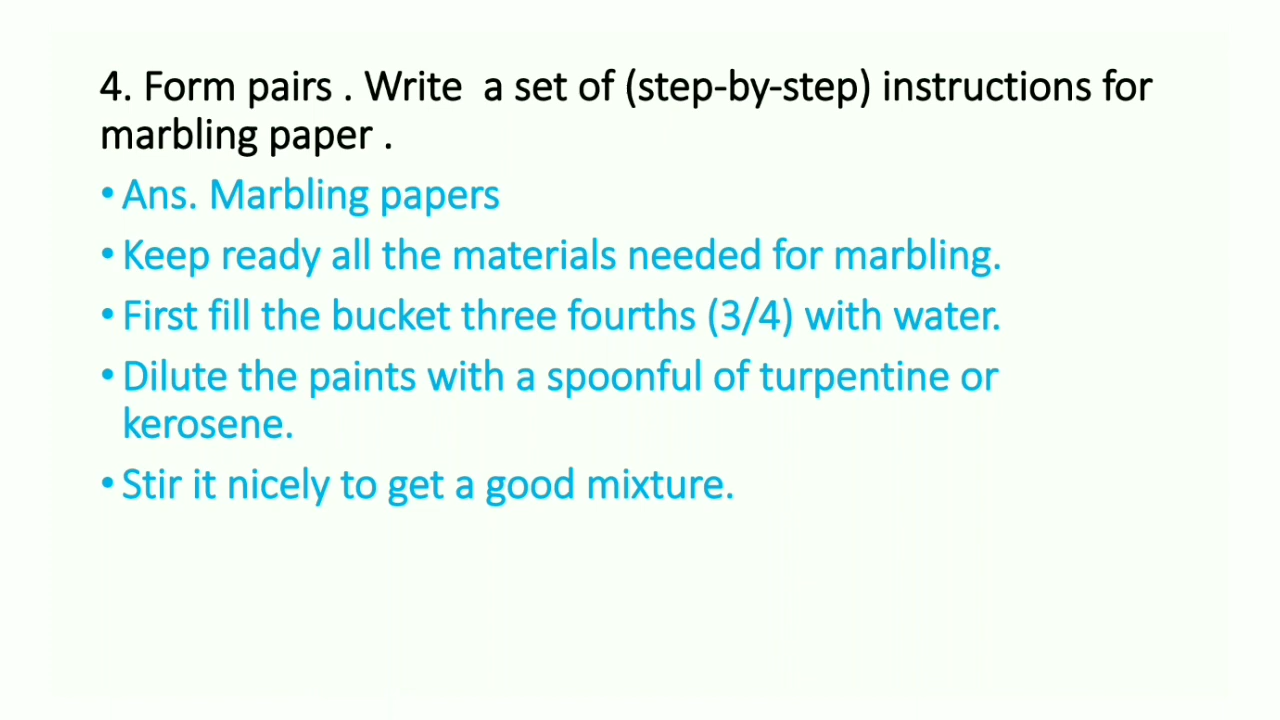 4. Form pairs . Write  a set of (step-by-step) instructions for
marbling paper .
• Ans. Marbling papers
• Keep ready all the materials needed for marbling.
• First fill the bucket three fourths (3/4) with water.
• Dilute the paints with a spoonful of turpentine or
kerosene.
• Stir it nicely to get a good mixture.